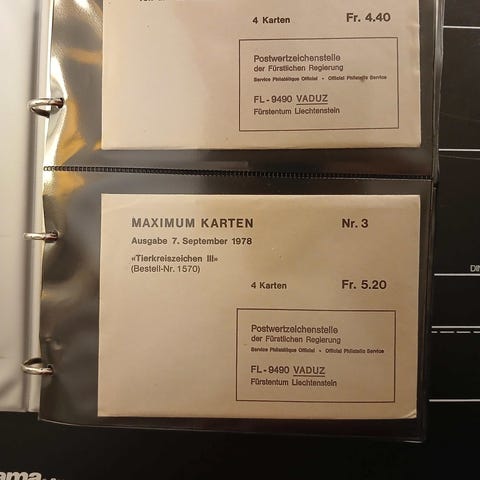 4 Karten Fr. 4.40
Postwertzeichenstelle
der Fürstlichen Regierung
Service Philatélique Officiel • Official Philatelic Service
FL-9490 VADUZ
Fürstentum Liechtenstein
MAXIMUM KARTEN Nr. 3
Ausgabe 7. September 1978
«Tierkreiszeichen III»
(Bestell-Nr. 1570)
4 Karten Fr. 5.20
Postwertzeichenstelle
der Fürstlichen Regierung
Service Philatélique Officiel • Official Philatelic Service
FL-9490 VADUZ
Fürstentum Liechtenstein